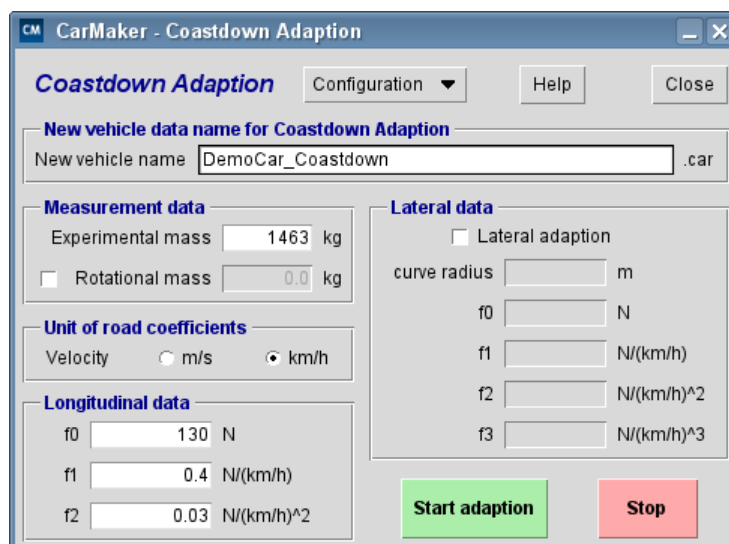 CM CarMaker - Coastdown Adaption
Coastdown Adaption Configuration Help Close
New vehicle data name for Coastdown Adaption
New vehicle name DemoCar_Coastdown .car
Measurement data
Experimental mass 1463 kg
Rotational mass 0.0 kg
Unit of road coefficients
Velocity m/s km/h
Longitudinal data
f0 130 N
f1 0.4 N/(km/h)
f2 0.03 N/(km/h)^2
Lateral data
Lateral adaption
curve radius m
f0 N
f1 N/(km/h)
f2 N/(km/h)^2
f3 N/(km/h)^3
Start adaption Stop